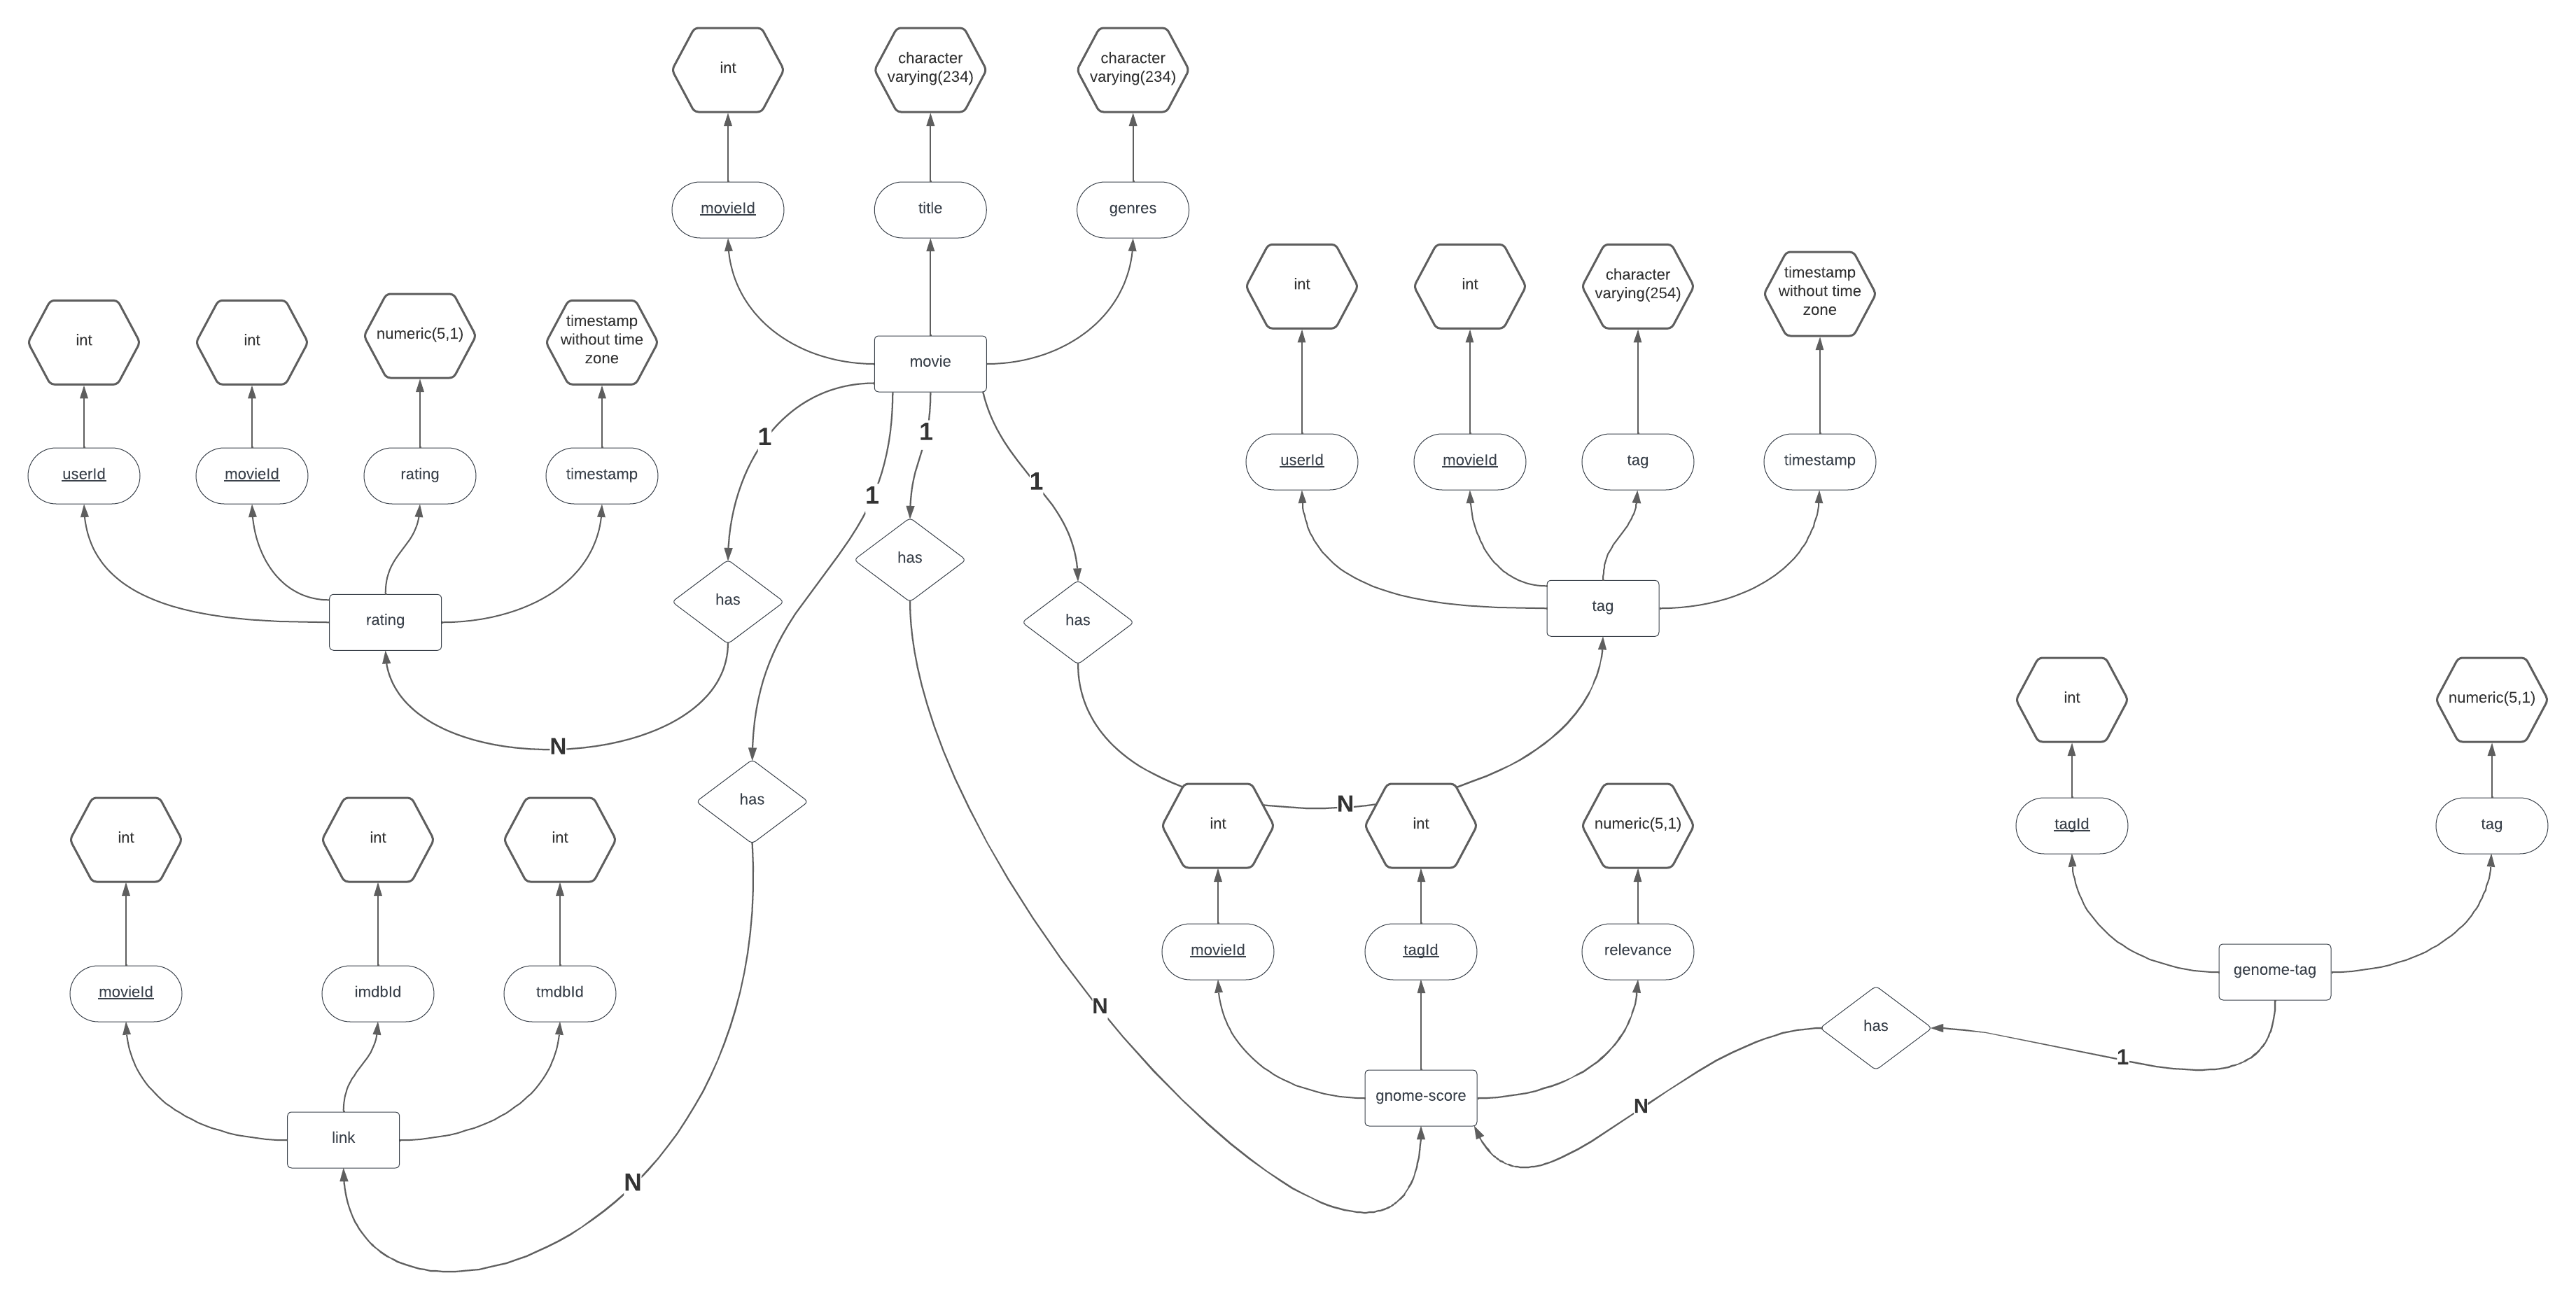 int
character
varying(234)
character
varying(234)
movieId
title
genres
movie
int
int
numeric(5,1)
timestamp
without time
zone
userId
movieId
rating
timestamp
rating
int
int
character
varying(254)
timestamp
without time
zone
userId
movieId
tag
timestamp
tag
1
1
1
1
has
has
has
has
N
N
N
N
int
int
int
movieId
imdbId
tmdbId
link
int
int
numeric(5,1)
movieId
tagId
relevance
gnome-score
int
numeric(5,1)
tagId
tag
genome-tag
has
1
N